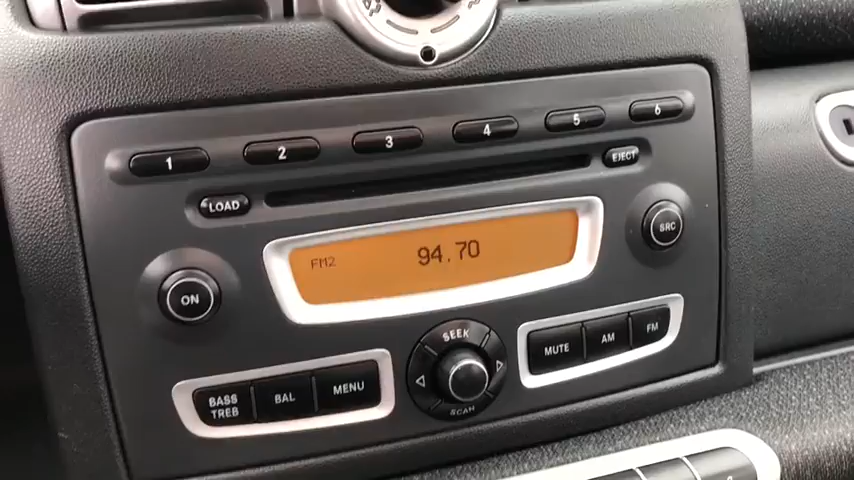 1 2 3 4 5 6
LOAD
EJECT
FM2 94.70
SRC
ON
SEEK
MUTE AM FM
BASS
TREB
BAL MENU
SCAN